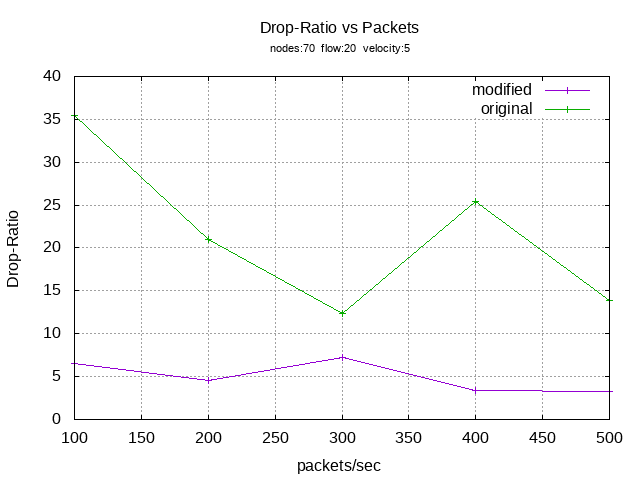 Drop-Ratio vs Packets
nodes:70  flow:20  velocity:5
modified
original
Drop-Ratio
40
35
30
25
20
15
10
5
0
100 150 200 250 300 350 400 450 500
packets/sec